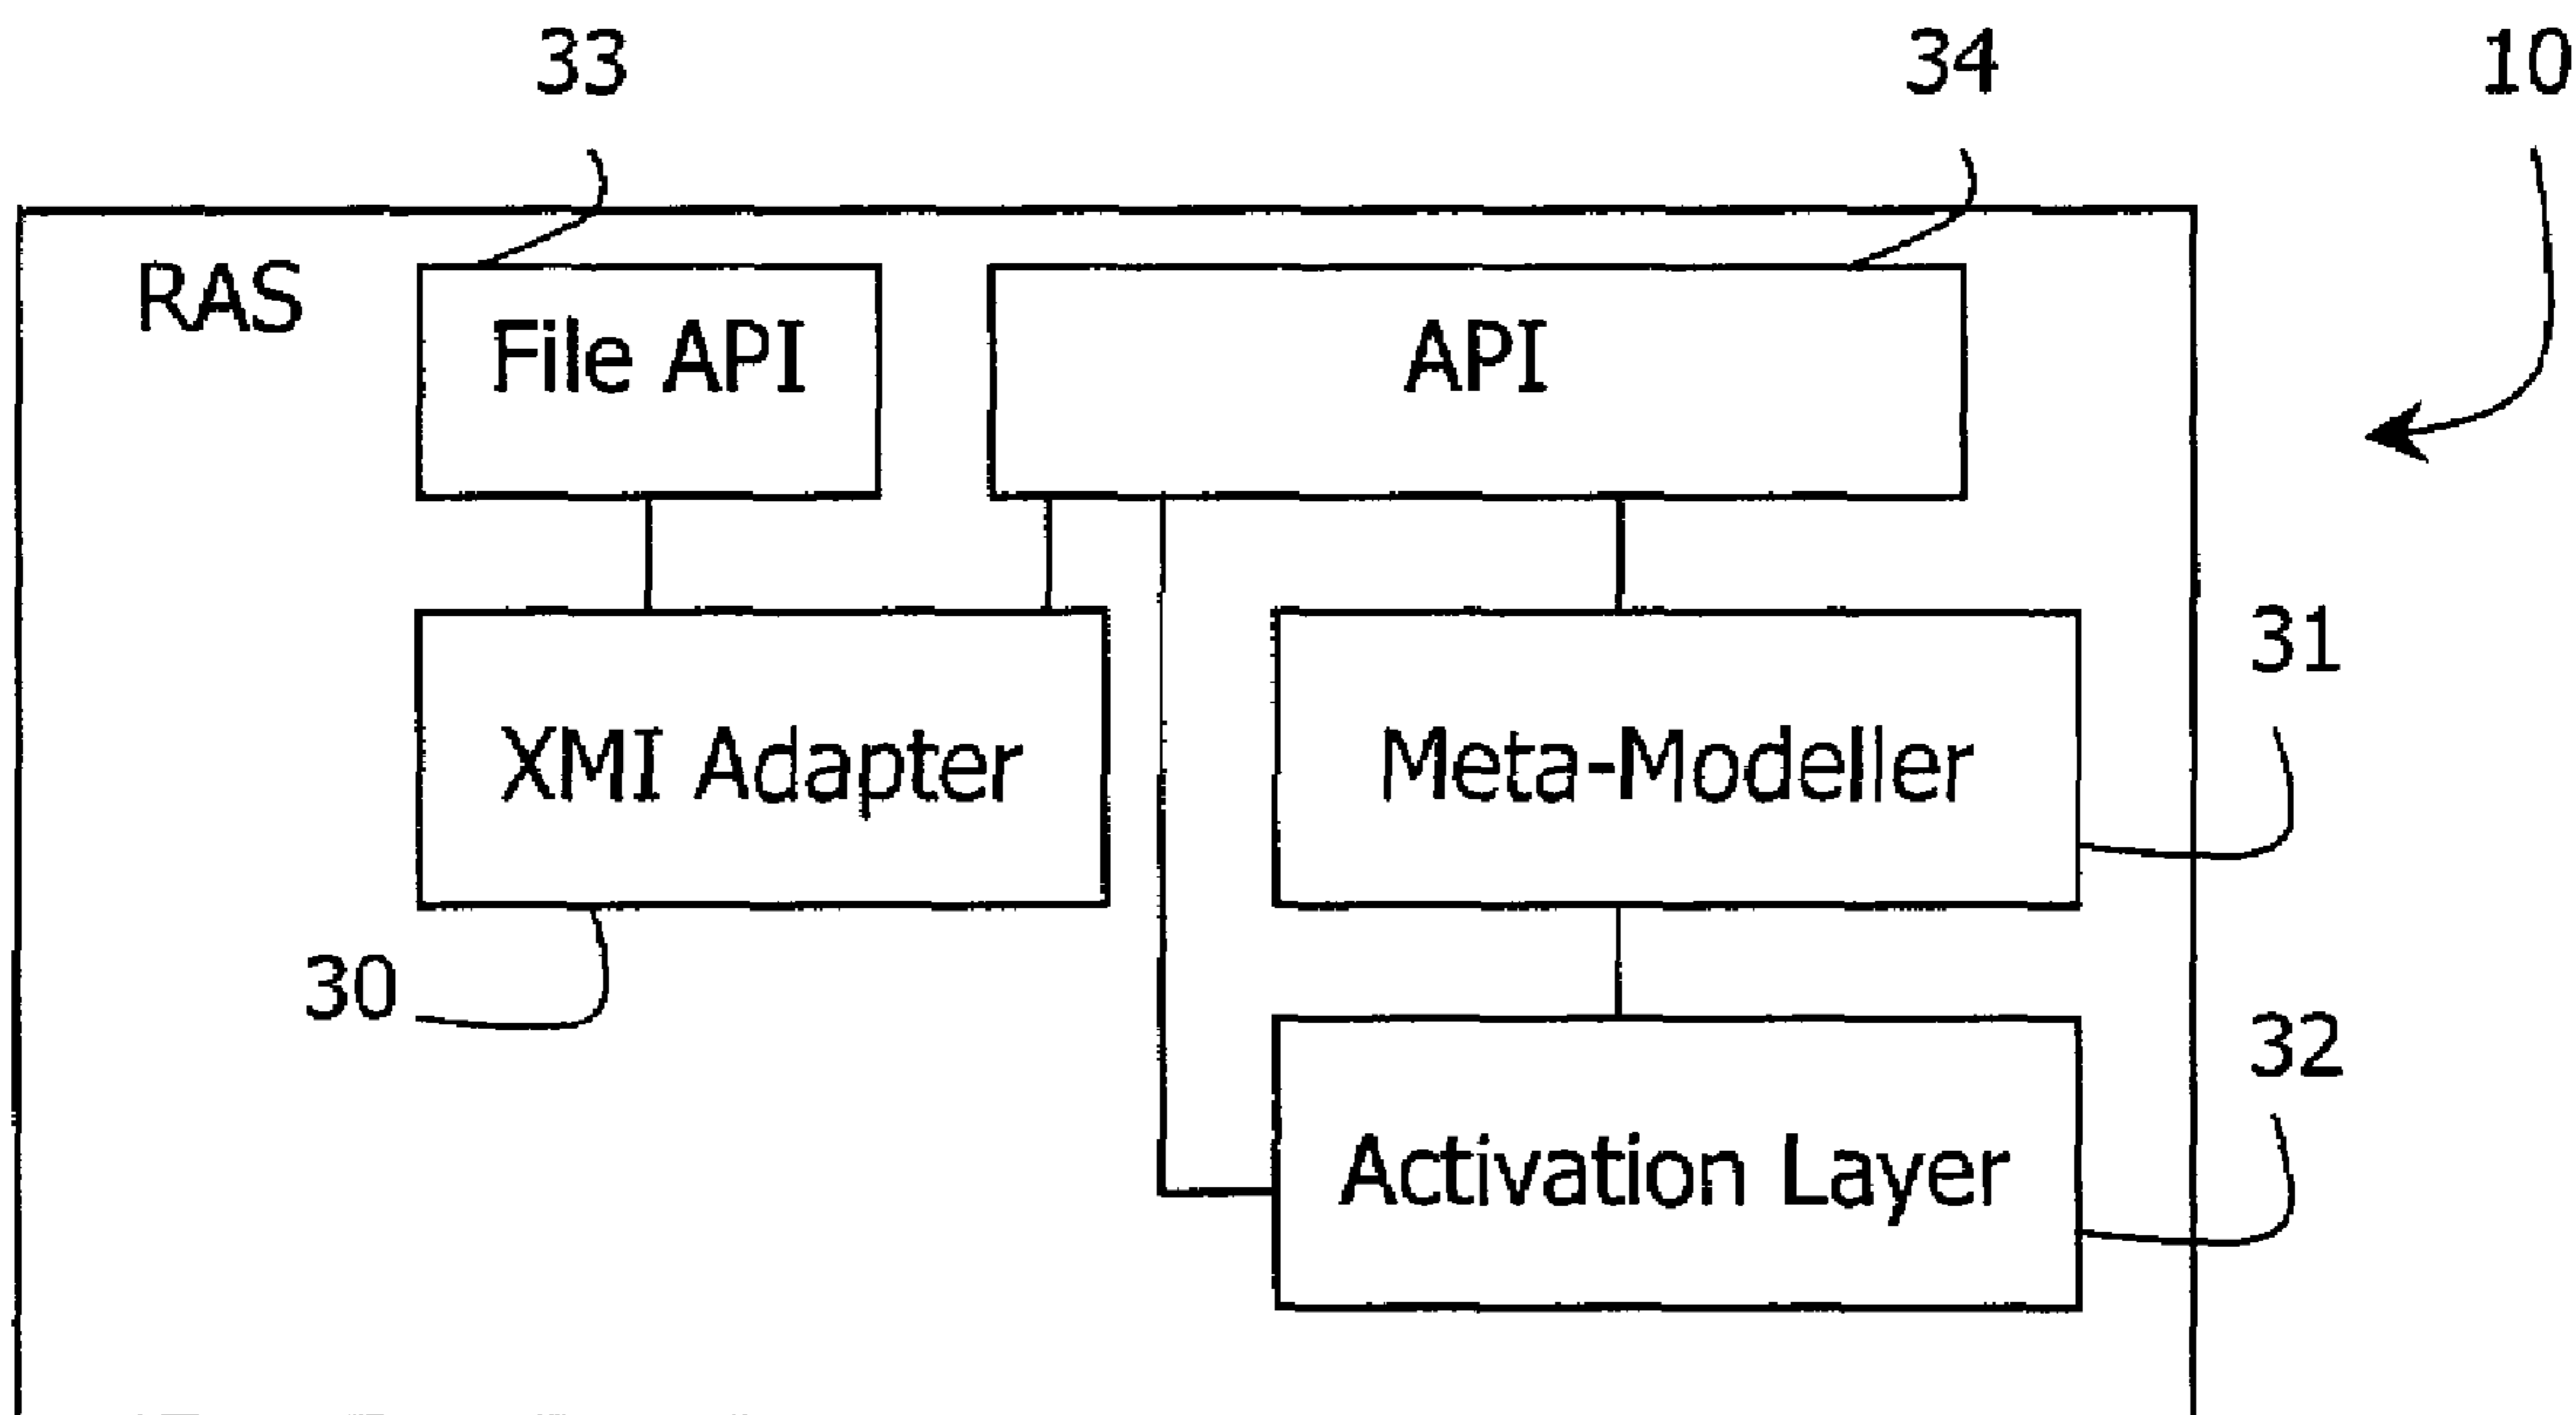 33
34
10
RAS
File API
API
31
XMI Adapter
Meta-Modeller
30
32
Activation Layer